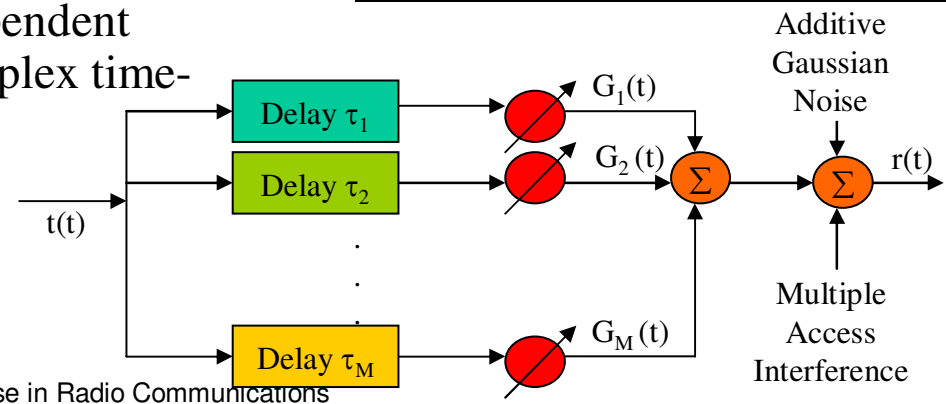 pendent
plex time-
Additive
Gaussian
Noise
Delay τ₁
G₁(t)
Delay τ₂
G₂ (t)
Σ
Σ
r(t)
t(t)
.
.
.
Delay τM
GM (t)
Multiple
Access
Interference
se in Radio Communications